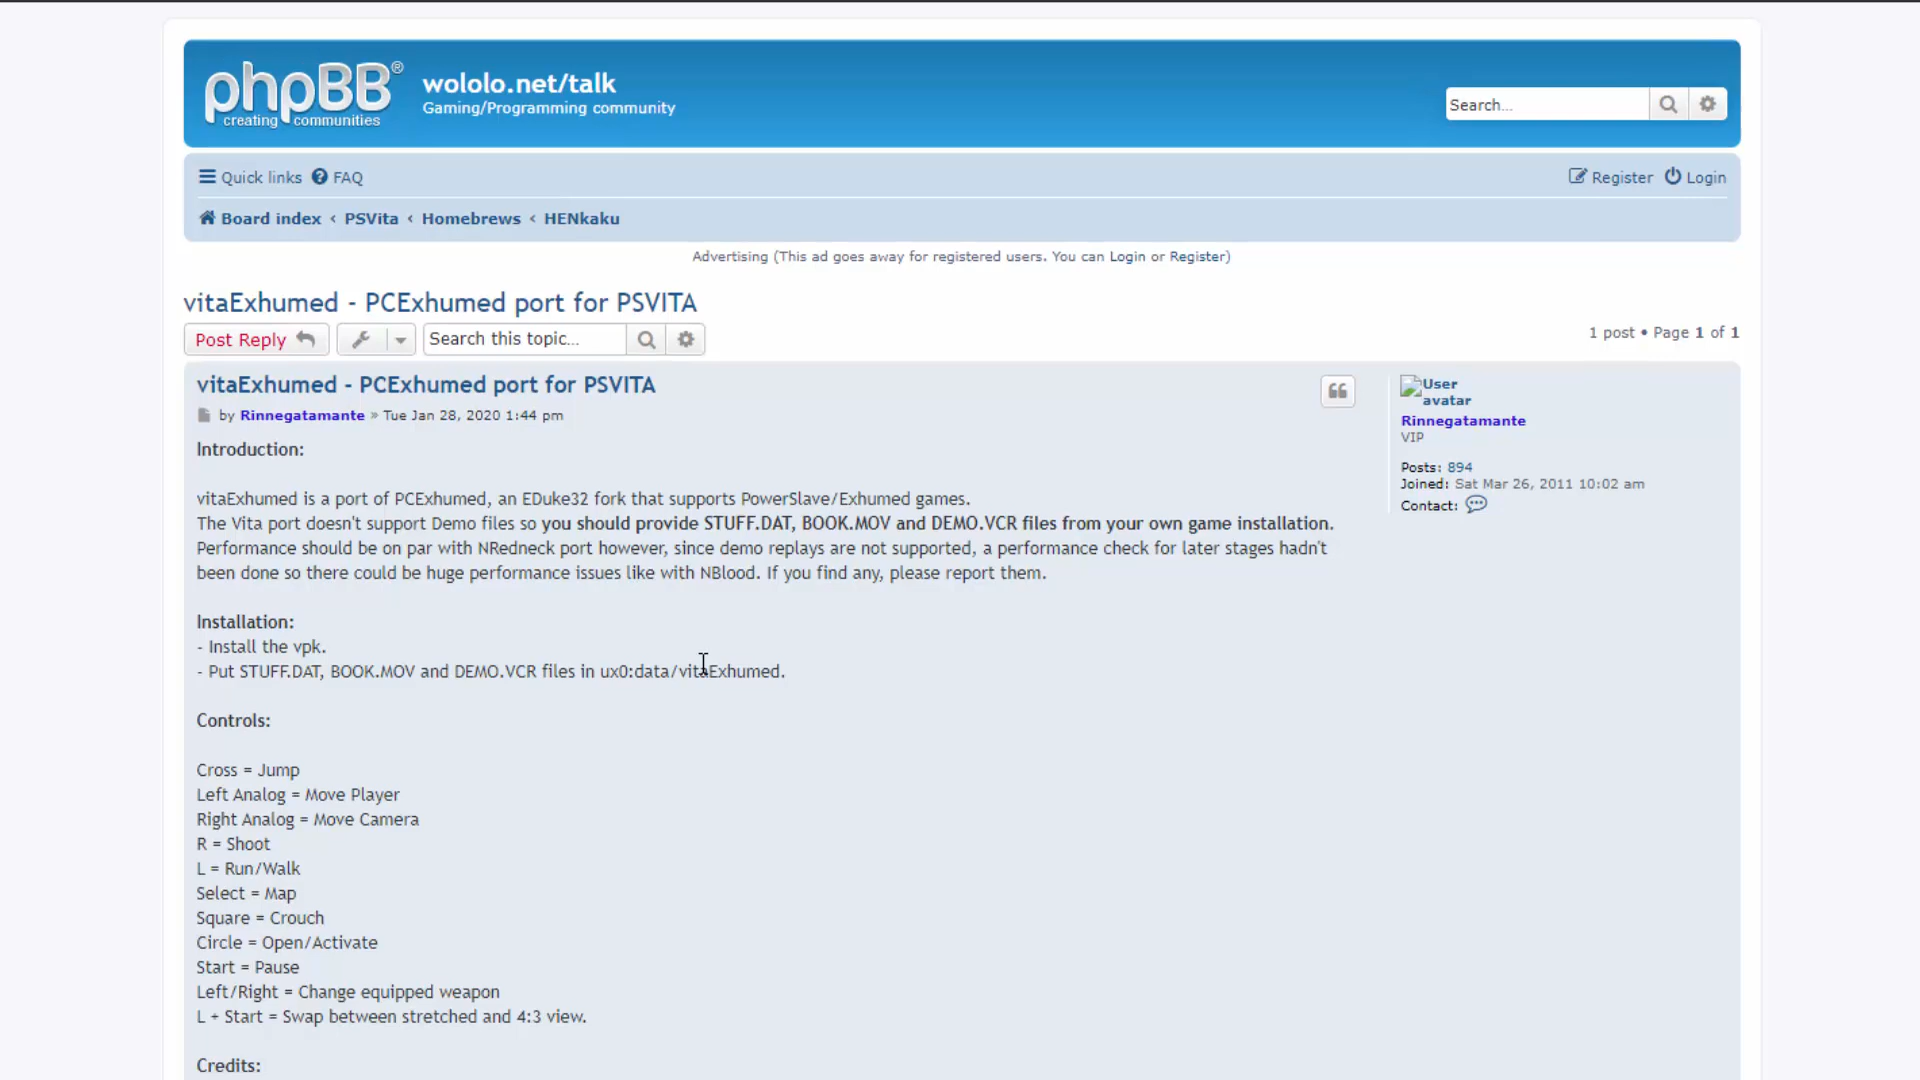 phpBB®
creating communities
wololo.net/talk
Gaming/Programming community
Search...
Quick links FAQ
Register Login
Board index ‹ PSVita ‹ Homebrews ‹ HENkaku
Advertising (This ad goes away for registered users. You can Login or Register)
vitaExhumed - PCExhumed port for PSVITA
Post Reply
Search this topic...
1 post • Page 1 of 1
vitaExhumed - PCExhumed port for PSVITA
by Rinnegatamante » Tue Jan 28, 2020 1:44 pm
User avatar
Rinnegatamante
VIP
Posts: 894
Joined: Sat Mar 26, 2011 10:02 am
Contact:
Introduction:
vitaExhumed is a port of PCExhumed, an EDuke32 fork that supports PowerSlave/Exhumed games.
The Vita port doesn't support Demo files so you should provide STUFF.DAT, BOOK.MOV and DEMO.VCR files from your own game installation.
Performance should be on par with NRedneck port however, since demo replays are not supported, a performance check for later stages hadn't
been done so there could be huge performance issues like with NBlood. If you find any, please report them.
Installation:
- Install the vpk.
- Put STUFF.DAT, BOOK.MOV and DEMO.VCR files in ux0:data/vitaExhumed.
Controls:
Cross = Jump
Left Analog = Move Player
Right Analog = Move Camera
R = Shoot
L = Run/Walk
Select = Map
Square = Crouch
Circle = Open/Activate
Start = Pause
Left/Right = Change equipped weapon
L + Start = Swap between stretched and 4:3 view.
Credits: